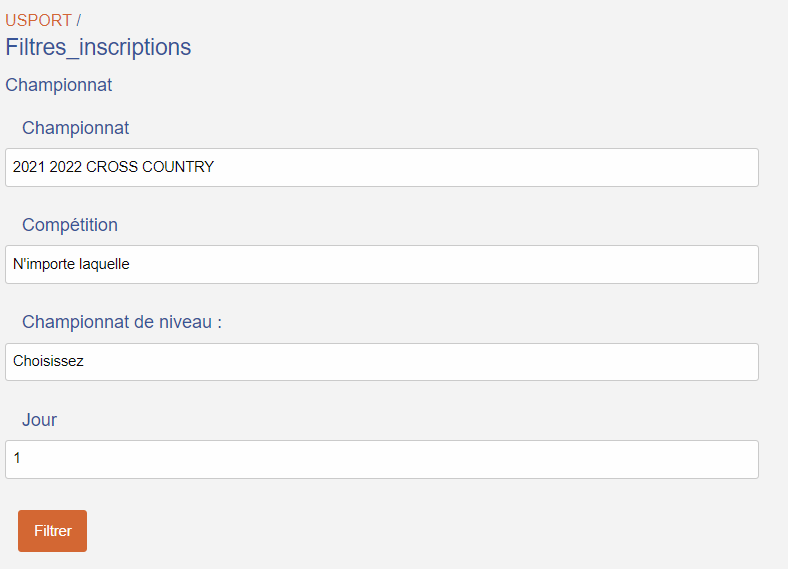 USPORT /
Filtres_inscriptions
Championnat
Championnat
2021 2022 CROSS COUNTRY
Compétition
N'importe laquelle
Championnat de niveau :
Choisissez
Jour
1
Filtrer